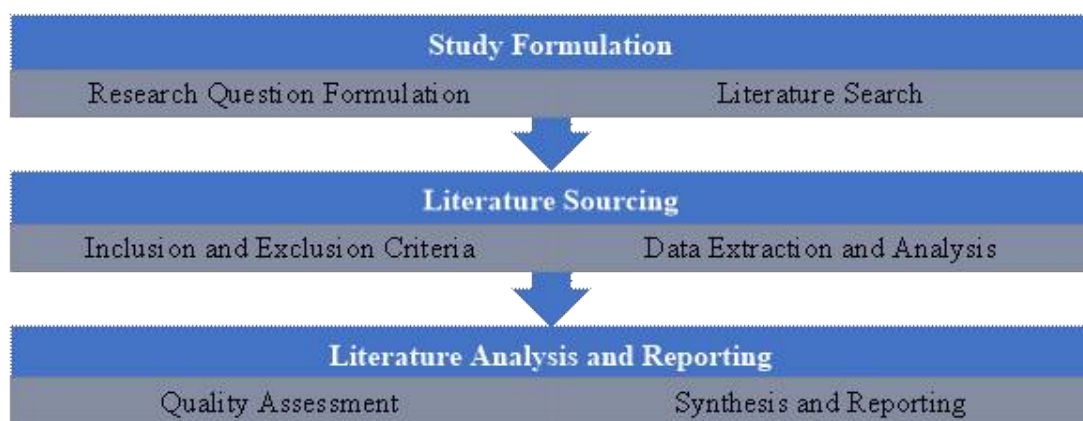 Study Formulation
Research Question Formulation
Literature Search
Literature Sourcing
Inclusion and Exclusion Criteria
Data Extraction and Analysis
Literature Analysis and Reporting
Quality Assessment
Synthesis and Reporting